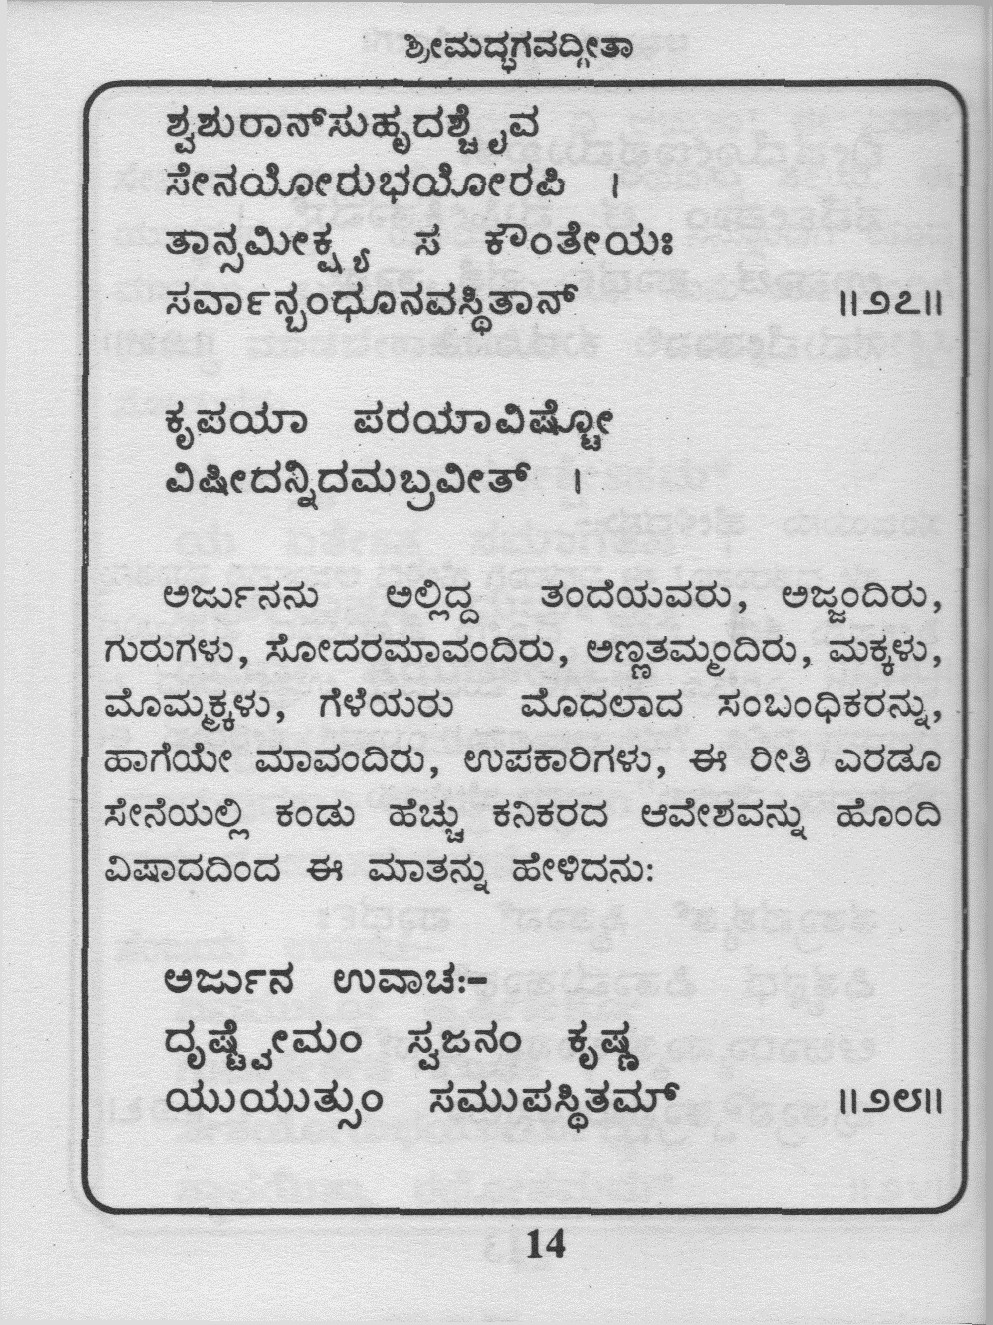 ಶ್ರೀಮದ್ಭಗವದ್ಗೀತಾ
ಶ್ವಶುರಾನ್‌ಸುಹೃದಶ್ಚೈವ
ಸೇನಯೋರುಭಯೋರಪಿ ।
ತಾನ್ಸಮೀಕ್ಷ್ಯ ಸ ಕೌಂತೇಯಃ
ಸರ್ವಾನ್ಬಂಧೂನವಸ್ಥಿತಾನ್ ॥೨೭॥
ಕೃಪಯಾ ಪರಯಾವಿಷ್ಟೋ
ವಿಷೀದನ್ನಿದಮಬ್ರವೀತ್ ।
ಅರ್ಜುನನು ಅಲ್ಲಿದ್ದ ತಂದೆಯವರು, ಅಜ್ಜಂದಿರು,
ಗುರುಗಳು, ಸೋದರಮಾವಂದಿರು, ಅಣ್ಣತಮ್ಮಂದಿರು, ಮಕ್ಕಳು,
ಮೊಮ್ಮಕ್ಕಳು, ಗೆಳೆಯರು ಮೊದಲಾದ ಸಂಬಂಧಿಕರನ್ನು,
ಹಾಗೆಯೇ ಮಾವಂದಿರು, ಉಪಕಾರಿಗಳು, ಈ ರೀತಿ ಎರಡೂ
ಸೇನೆಯಲ್ಲಿ ಕಂಡು ಹೆಚ್ಚು ಕನಿಕರದ ಆವೇಶವನ್ನು ಹೊಂದಿ
ವಿಷಾದದಿಂದ ಈ ಮಾತನ್ನು ಹೇಳಿದನು:
ಅರ್ಜುನ ಉವಾಚಃ–
ದೃಷ್ಟ್ವೇಮಂ ಸ್ವಜನಂ ಕೃಷ್ಣ
ಯುಯುತ್ಸುಂ ಸಮುಪಸ್ಥಿತಮ್ ॥೨೮॥
14